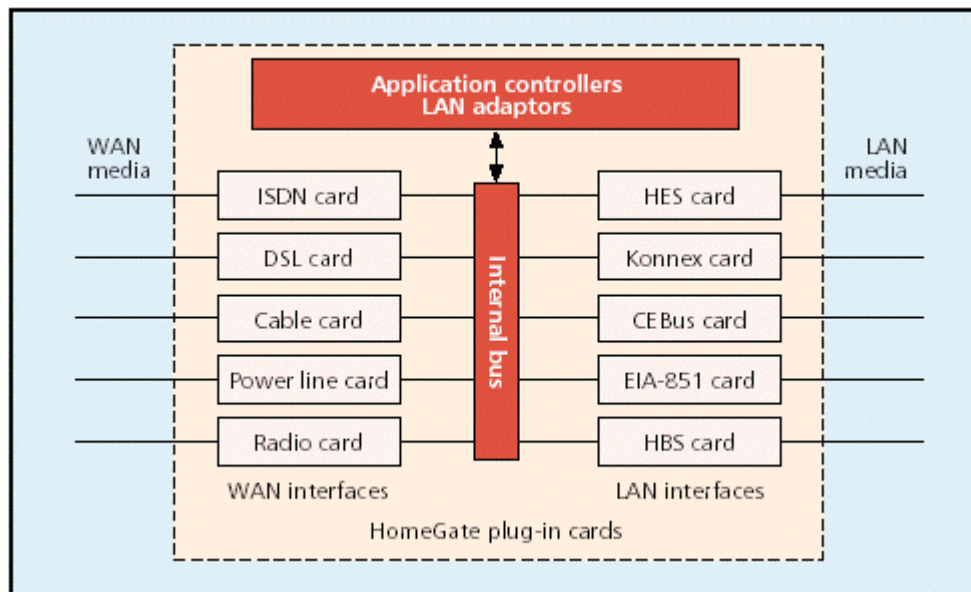 Application controllers
LAN adaptors
WAN
media
LAN
media
ISDN card
HES card
DSL card
Konnex card
Cable card
CEBus card
Power line card
EIA-851 card
Radio card
HBS card
Internal bus
WAN interfaces
LAN interfaces
HomeGate plug-in cards